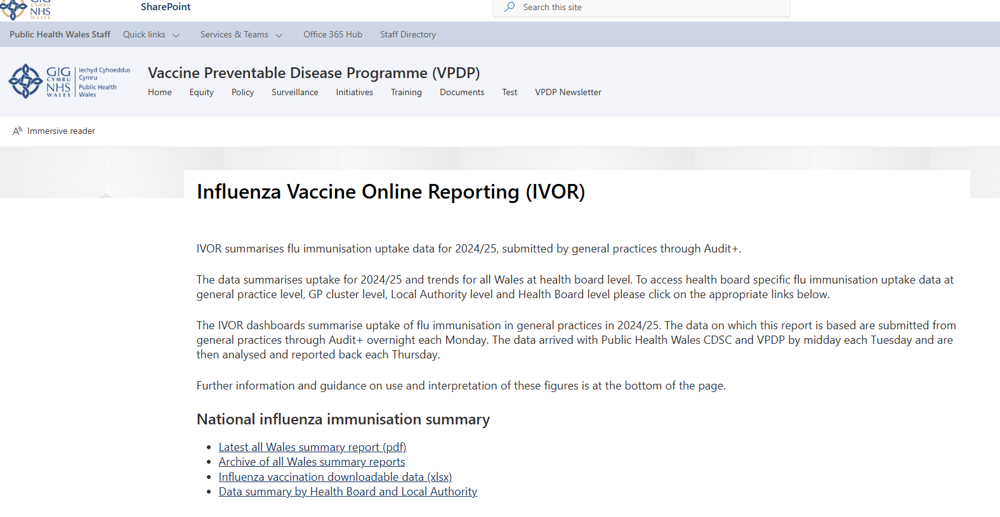 GIG
CYMRU
NHS
WALES
SharePoint
Search this site
Public Health Wales Staff Quick links Services & Teams Office 365 Hub Staff Directory
GIG
CYMRU
NHS
WALES
Iechyd Cyhoeddus
Cymru
Public Health
Wales
Vaccine Preventable Disease Programme (VPDP)
Home Equity Policy Surveillance Initiatives Training Documents Test VPDP Newsletter
Immersive reader
Influenza Vaccine Online Reporting (IVOR)
IVOR summarises flu immunisation uptake data for 2024/25, submitted by general practices through Audit+.
The data summarises uptake for 2024/25 and trends for all Wales at health board level. To access health board specific flu immunisation uptake data at
general practice level, GP cluster level, Local Authority level and Health Board level please click on the appropriate links below.
The IVOR dashboards summarise uptake of flu immunisation in general practices in 2024/25. The data on which this report is based are submitted from
general practices through Audit+ overnight each Monday. The data arrived with Public Health Wales CDSC and VPDP by midday each Tuesday and are
then analysed and reported back each Thursday.
Further information and guidance on use and interpretation of these figures is at the bottom of the page.
National influenza immunisation summary
• Latest all Wales summary report (pdf)
• Archive of all Wales summary reports
• Influenza vaccination downloadable data (xlsx)
• Data summary by Health Board and Local Authority